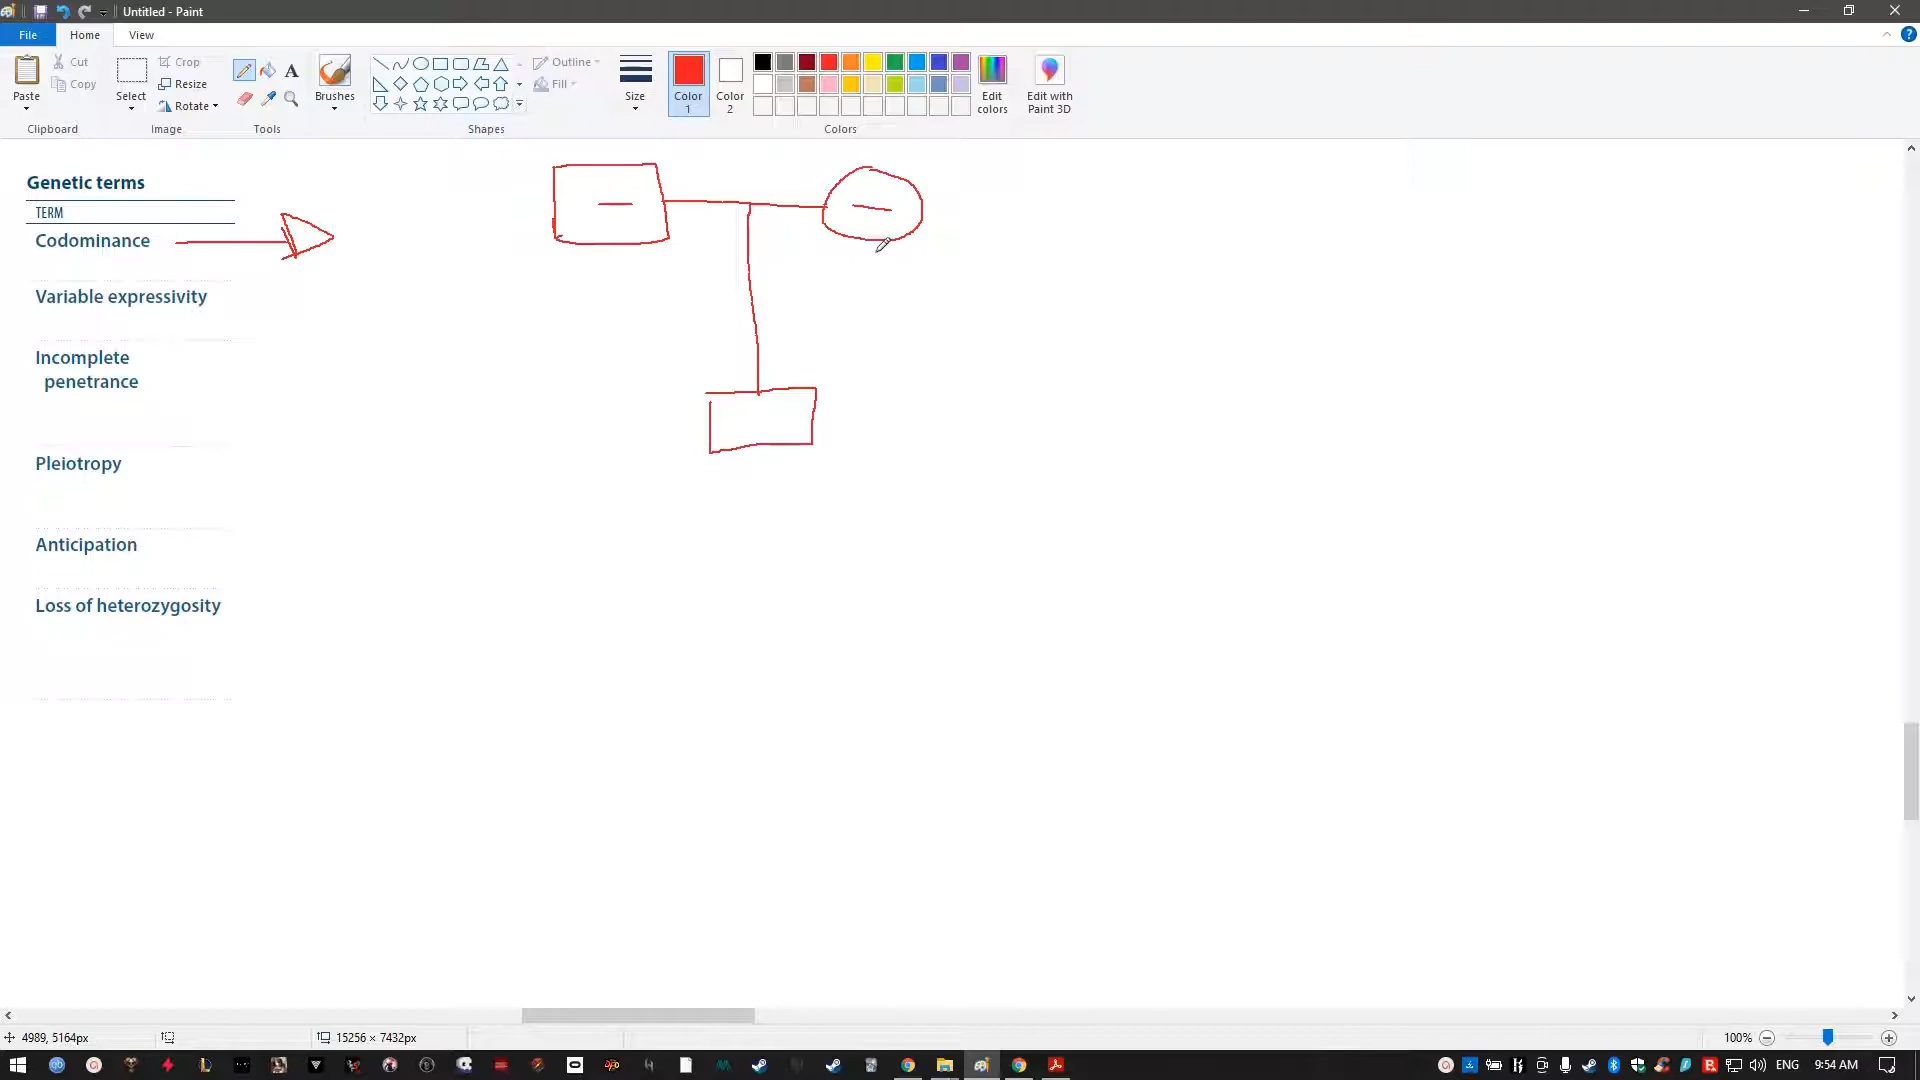 Untitled - Paint
File
Home
View
Paste
Cut
Copy
Clipboard
Select
Crop
Resize
Rotate
Image
Tools
Brushes
Shapes
Outline
Fill
Size
Color
1
Color
2
Colors
Edit
colors
Edit with
Paint 3D
Genetic terms
TERM
Codominance
Variable expressivity
Incomplete
penetrance
Pleiotropy
Anticipation
Loss of heterozygosity
4989, 5164px
15256 × 7432px
100%
ENG
9:54 AM